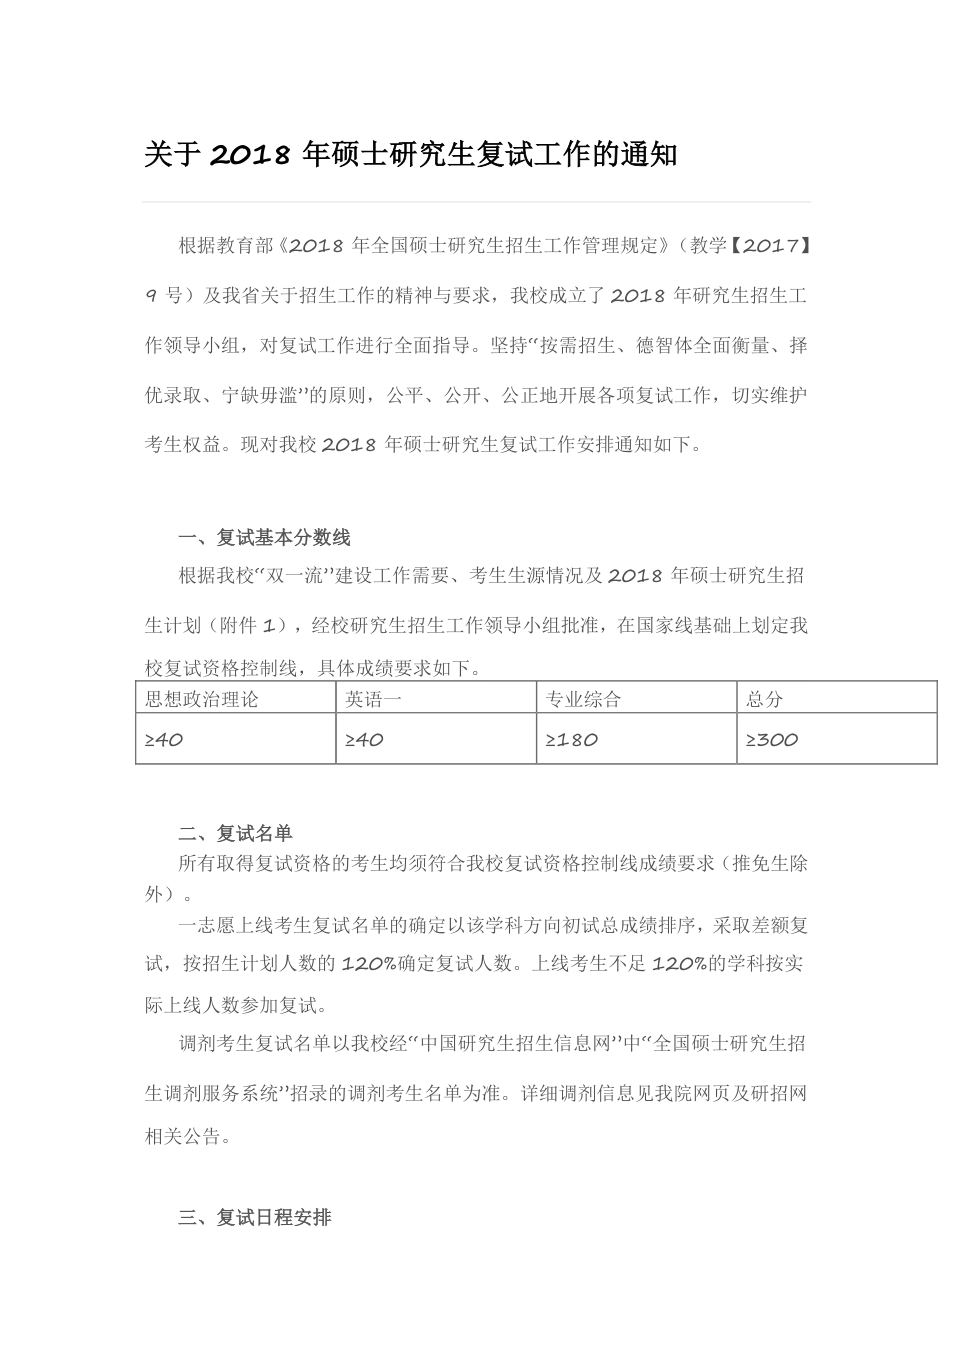 关于 2018 年硕士研究生复试工作的通知
根据教育部《2018 年全国硕士研究生招生工作管理规定》（教学【2017】
9 号）及我省关于招生工作的精神与要求，我校成立了 2018 年研究生招生工
作领导小组，对复试工作进行全面指导。坚持“按需招生、德智体全面衡量、择
优录取、宁缺毋滥”的原则，公平、公开、公正地开展各项复试工作，切实维护
考生权益。现对我校 2018 年硕士研究生复试工作安排通知如下。
一、复试基本分数线
根据我校“双一流”建设工作需要、考生生源情况及 2018 年硕士研究生招
生计划（附件 1），经校研究生招生工作领导小组批准，在国家线基础上划定我
校复试资格控制线，具体成绩要求如下。
思想政治理论 英语一 专业综合 总分
≥40 ≥40 ≥180 ≥300
二、复试名单
所有取得复试资格的考生均须符合我校复试资格控制线成绩要求（推免生除
外）。
一志愿上线考生复试名单的确定以该学科方向初试总成绩排序，采取差额复
试，按招生计划人数的 120%确定复试人数。上线考生不足 120%的学科按实
际上线人数参加复试。
调剂考生复试名单以我校经“中国研究生招生信息网”中“全国硕士研究生招
生调剂服务系统”招录的调剂考生名单为准。详细调剂信息见我院网页及研招网
相关公告。
三、复试日程安排